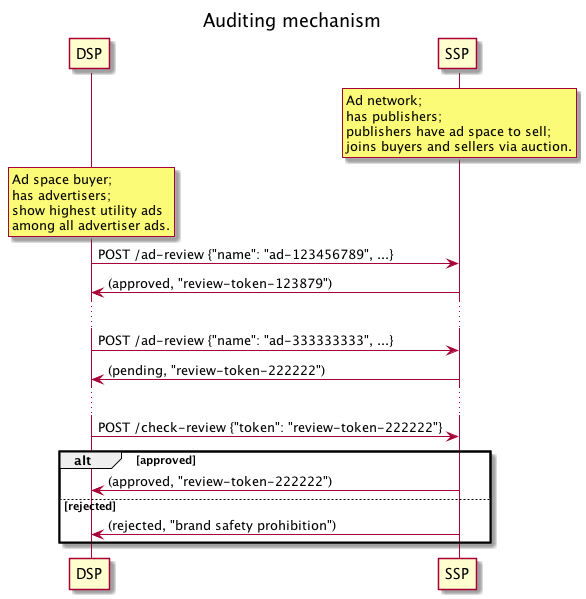 Auditing mechanism
DSP
SSP
Ad network;
has publishers;
publishers have ad space to sell;
joins buyers and sellers via auction.
Ad space buyer;
has advertisers;
show highest utility ads
among all advertiser ads.
POST /ad-review {"name": "ad-123456789", ...}
(approved, "review-token-123879")
POST /ad-review {"name": "ad-333333333", ...}
(pending, "review-token-222222")
POST /check-review {"token": "review-token-222222"}
alt
[approved]
(approved, "review-token-222222")
[rejected]
(rejected, "brand safety prohibition")
DSP
SSP